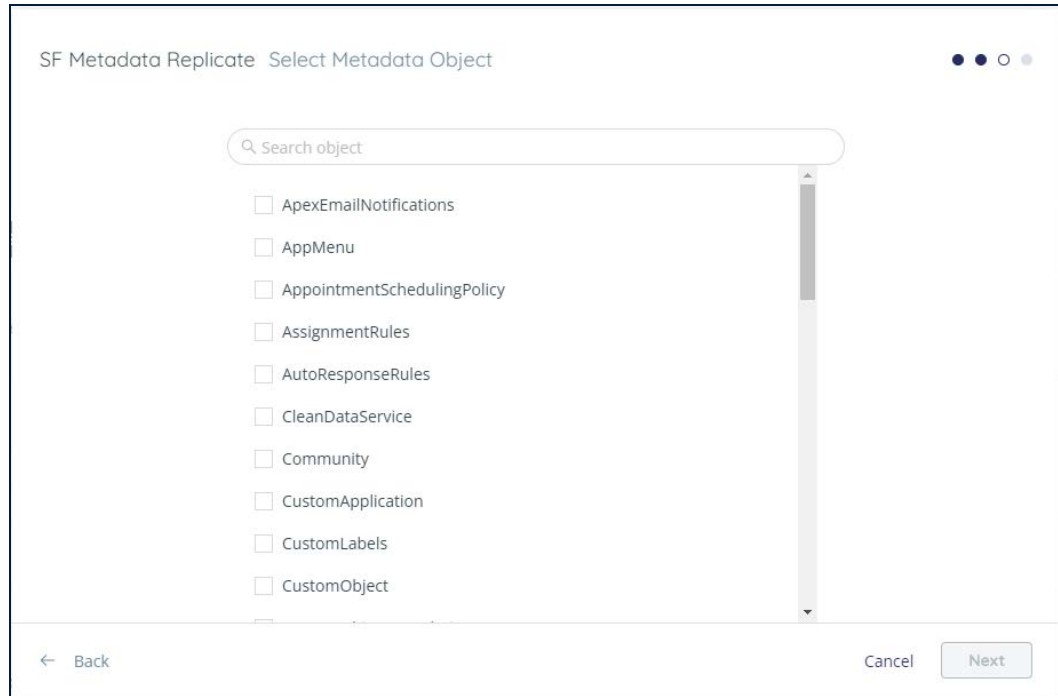 SF Metadata Replicate Select Metadata Object
Search object
ApexEmailNotifications
AppMenu
AppointmentSchedulingPolicy
AssignmentRules
AutoResponseRules
CleanDataService
Community
CustomApplication
CustomLabels
CustomObject
Back
Cancel
Next